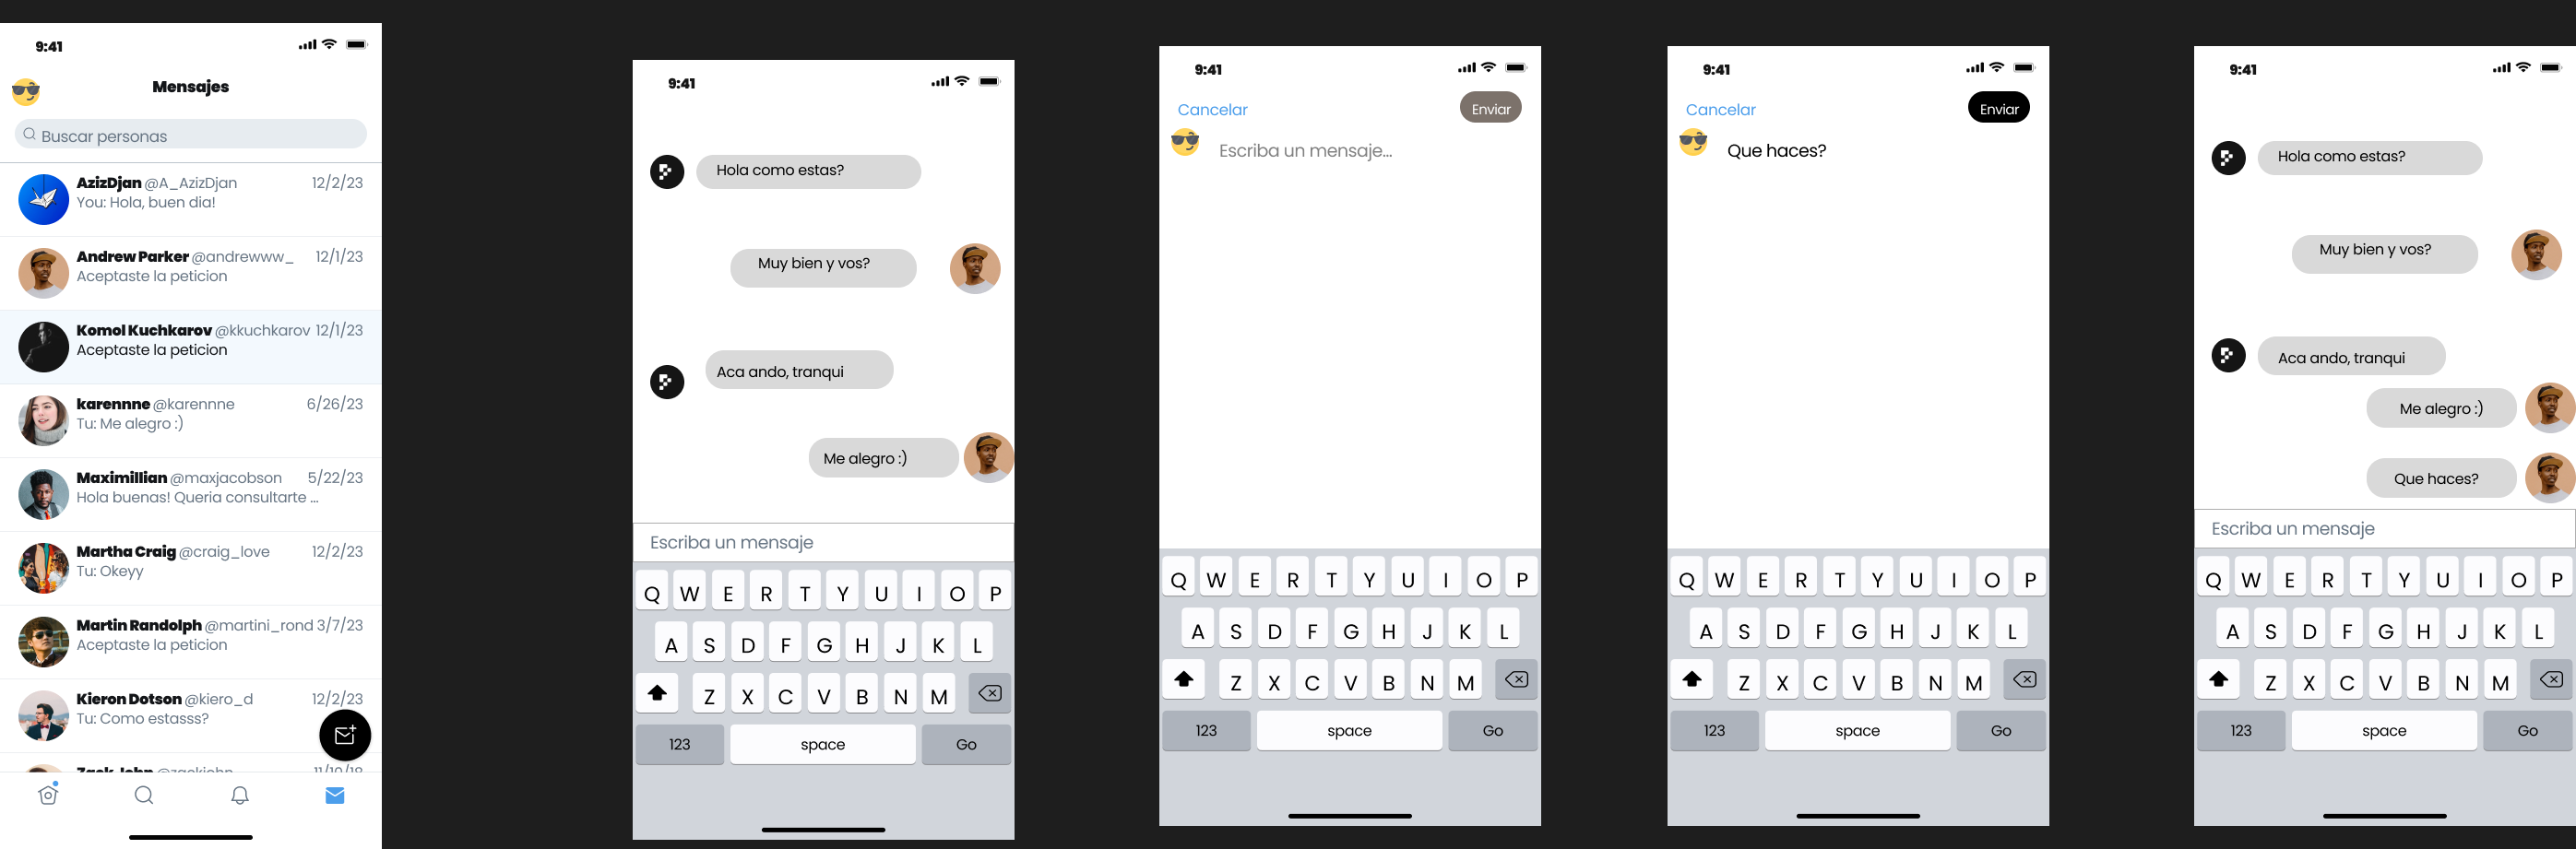 9:41
Mensajes
Buscar personas
AzizDjan @A_AzizDjan 12/2/23
You: Hola, buen dia!
Andrew Parker @andrewww_ 12/1/23
Aceptaste la peticion
Komol Kuchkarov @kkuchkarov 12/1/23
Aceptaste la peticion
karennne @karennne 6/26/23
Tu: Me alegro :)
Maximillian @maxjacobson 5/22/23
Hola buenas! Queria consultarte ...
Martha Craig @craig_love 12/2/23
Tu: Okeyy
Martin Randolph @martini_rond 3/7/23
Aceptaste la peticion
Kieron Dotson @kiero_d 12/2/23
Tu: Como estasss?
9:41
Hola como estas?
Muy bien y vos?
Aca ando, tranqui
Me alegro :)
Escriba un mensaje
Q W E R T Y U I O P
A S D F G H J K L
Z X C V B N M
123 space Go
9:41
Cancelar Enviar
Escriba un mensaje...
Q W E R T Y U I O P
A S D F G H J K L
Z X C V B N M
123 space Go
9:41
Cancelar Enviar
Que haces?
Q W E R T Y U I O P
A S D F G H J K L
Z X C V B N M
123 space Go
9:41
Hola como estas?
Muy bien y vos?
Aca ando, tranqui
Me alegro :)
Que haces?
Escriba un mensaje
Q W E R T Y U I O P
A S D F G H J K L
Z X C V B N M
123 space Go